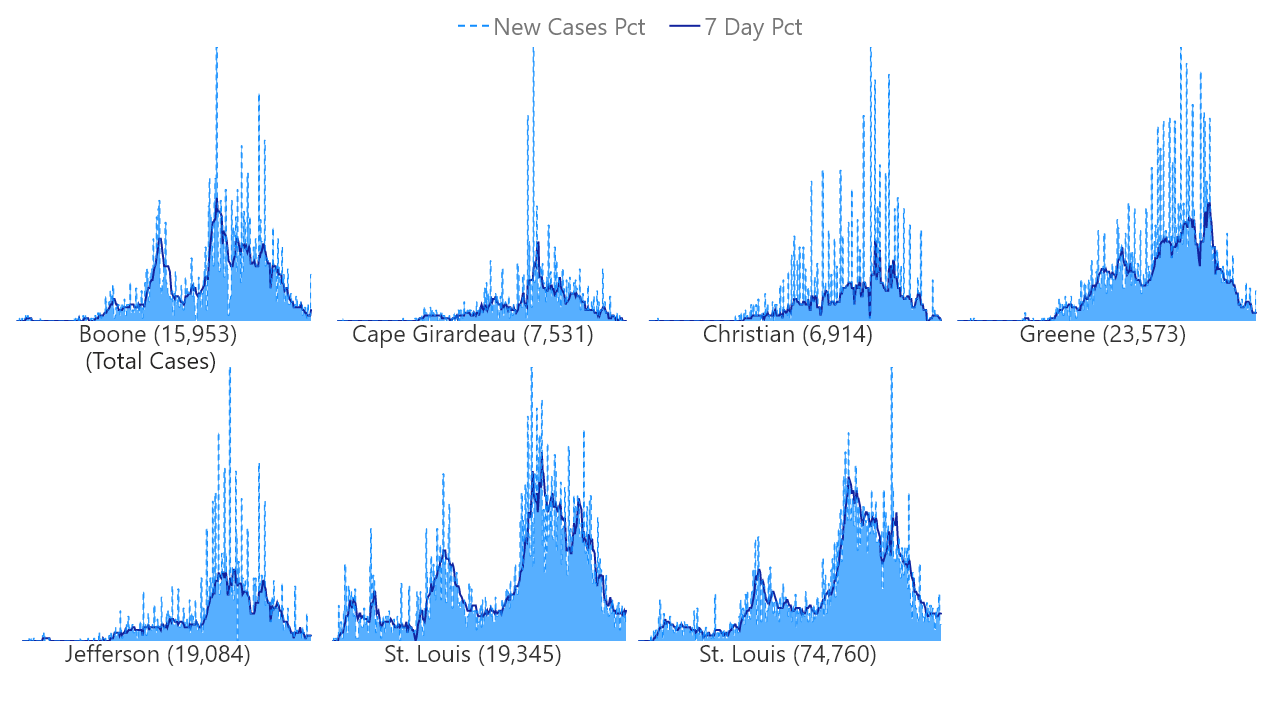 New Cases Pct 7 Day Pct
Boone (15,953) Cape Girardeau (7,531) Christian (6,914) Greene (23,573)
(Total Cases)
Jefferson (19,084) St. Louis (19,345) St. Louis (74,760)